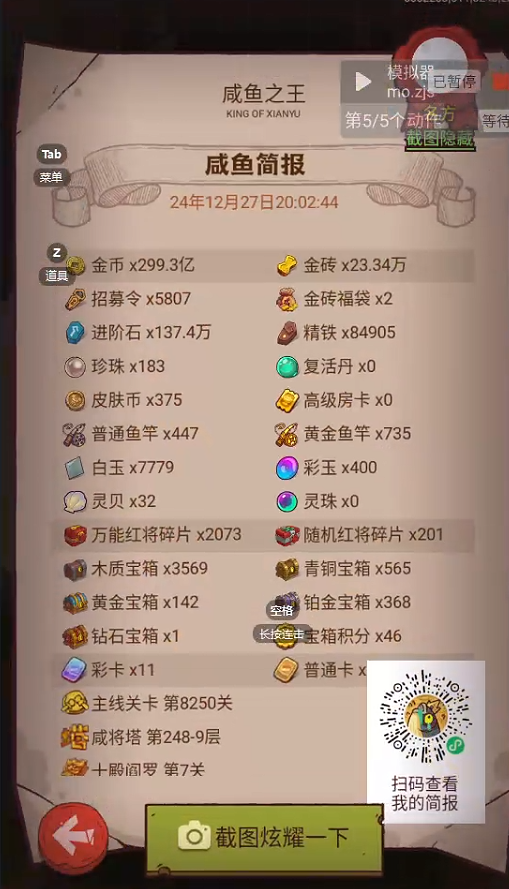 咸鱼之王
KING OF XIANYU
模拟器
已暂停
mo.zjs
名方
第5/5个动作
等待
截图隐藏
Tab
菜单
咸鱼简报
24年12月27日20:02:44
Z
道具
金币 x299.3亿
金砖 x23.34万
招募令 x5807
金砖福袋 x2
进阶石 x137.4万
精铁 x84905
珍珠 x183
复活丹 x0
皮肤币 x375
高级房卡 x0
普通鱼竿 x447
黄金鱼竿 x735
白玉 x7779
彩玉 x400
灵贝 x32
灵珠 x0
万能红将碎片 x2073
随机红将碎片 x201
木质宝箱 x3569
青铜宝箱 x565
黄金宝箱 x142
空格
铂金宝箱 x368
钻石宝箱 x1
长按连击
宝箱积分 x46
彩卡 x11
普通卡 x
主线关卡 第8250关
咸将塔 第248-9层
十殿阎罗 第7关
扫码查看
我的简报
截图炫耀一下